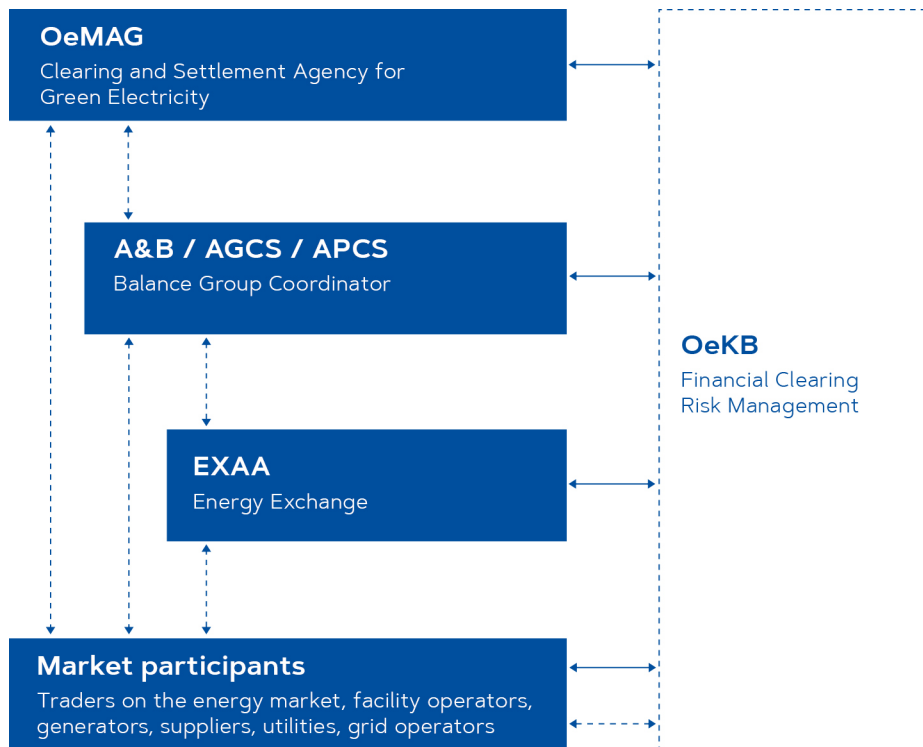 OeMAG
Clearing and Settlement Agency for
Green Electricity
A&B / AGCS / APCS
Balance Group Coordinator
OeKB
Financial Clearing
Risk Management
EXAA
Energy Exchange
Market participants
Traders on the energy market, facility operators,
generators, suppliers, utilities, grid operators